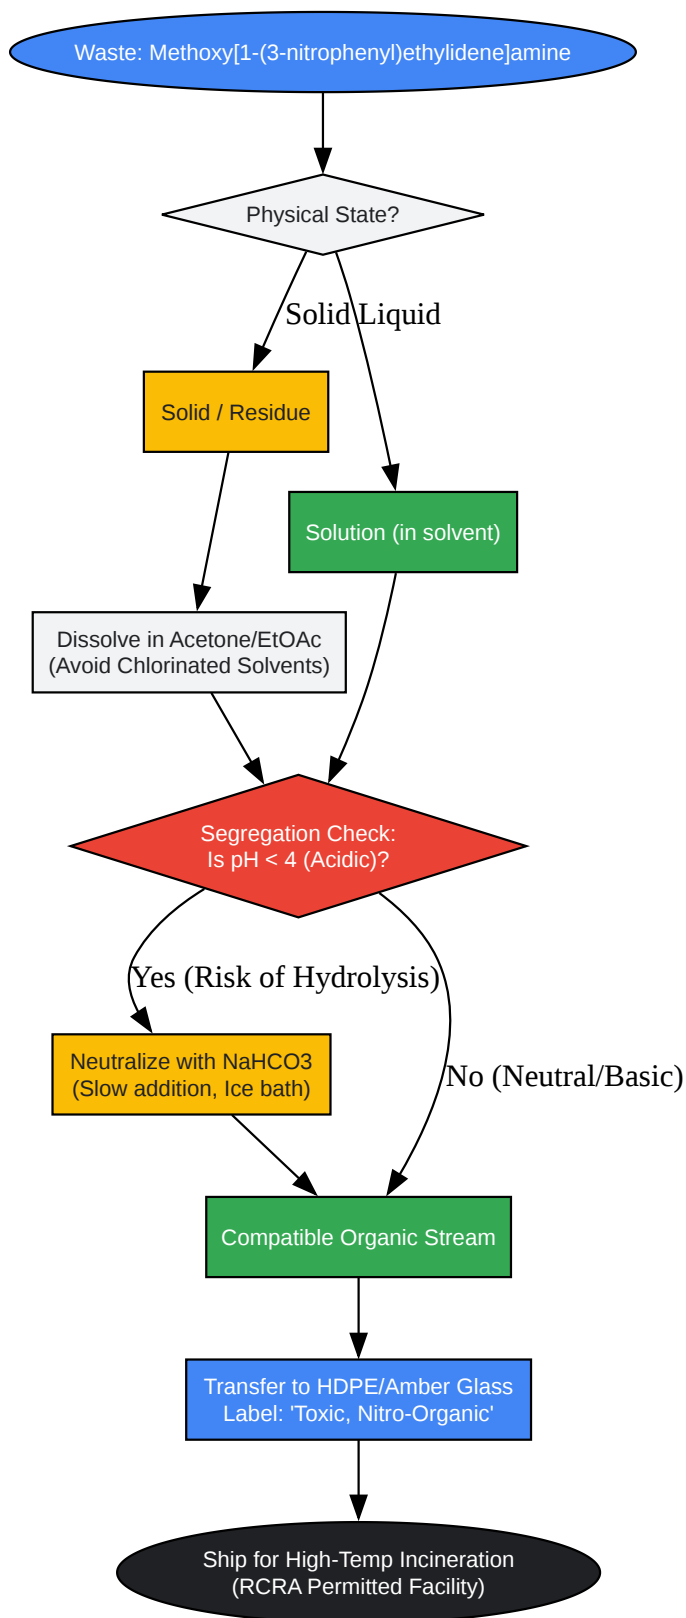 Waste: Methoxy[1-(3-nitrophenyl)ethylidene]amine
Physical State?
Solid
Liquid
Solid / Residue
Solution (in solvent)
Dissolve in Acetone/EtOAc
(Avoid Chlorinated Solvents)
Segregation Check:
Is pH < 4 (Acidic)?
Yes (Risk of Hydrolysis)
Neutralize with NaHCO3
(Slow addition, Ice bath)
No (Neutral/Basic)
Compatible Organic Stream
Transfer to HDPE/Amber Glass
Label: 'Toxic, Nitro-Organic'
Ship for High-Temp Incineration
(RCRA Permitted Facility)